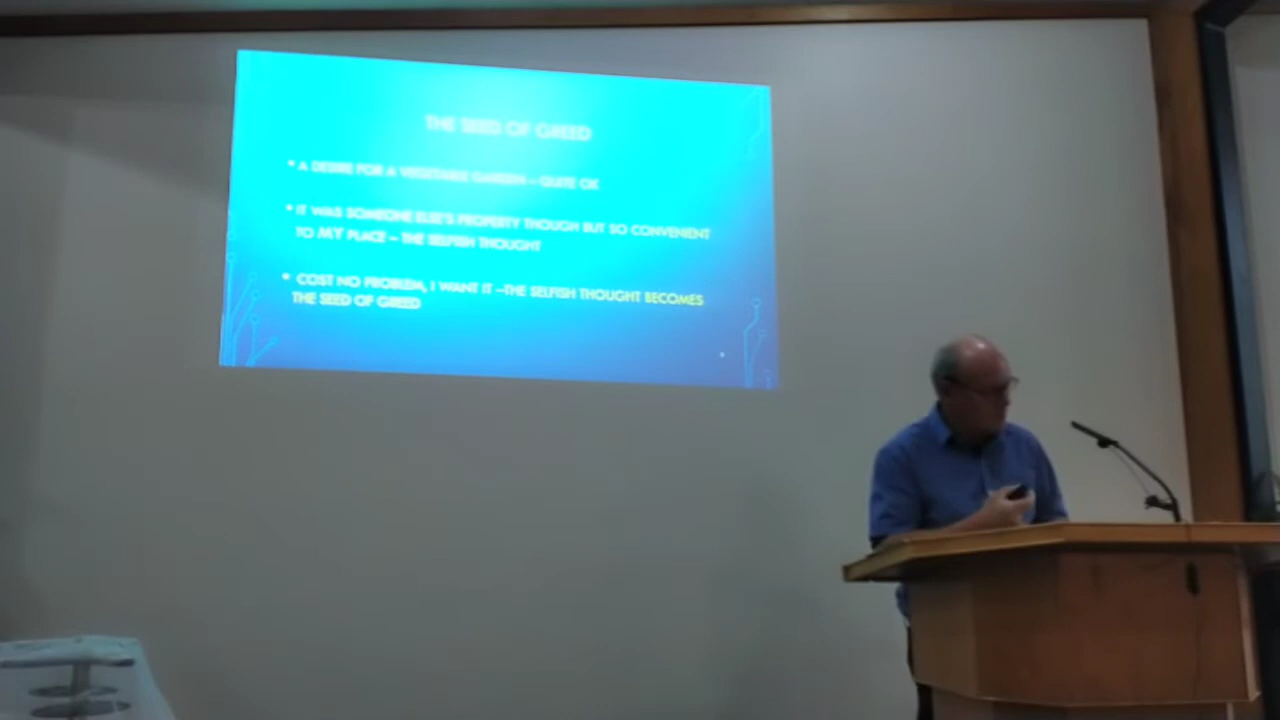 THE SEED OF GREED
* A DESIRE FOR A VEGETABLE GARDEN – QUITE OK
* IT WAS SOMEONE ELSE'S PROPERTY THOUGH BUT SO CONVENIENT
TO MY PLACE – THE SELFISH THOUGHT
* COST NO PROBLEM, I WANT IT –THE SELFISH THOUGHT BECOMES
THE SEED OF GREED